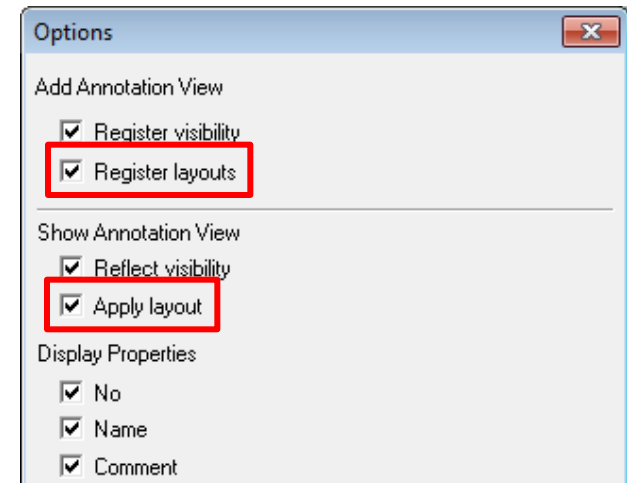 Options
Add Annotation View
Register visibility
Register layouts
Show Annotation View
Reflect visibility
Apply layout
Display Properties
No
Name
Comment